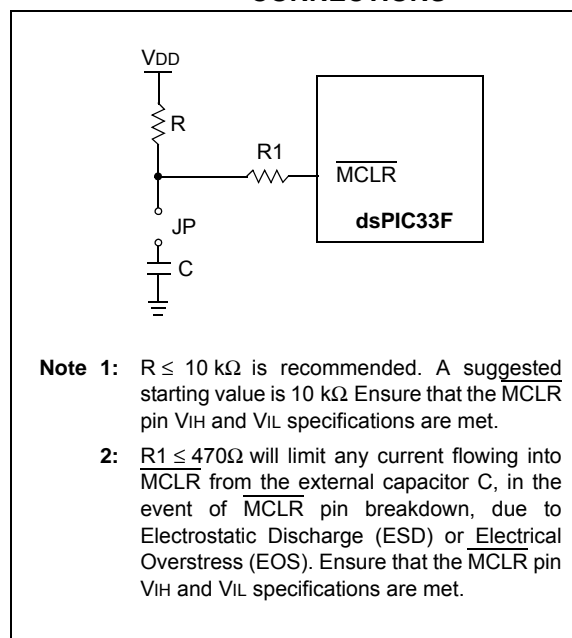 VDD
R
R1
MCLR
dsPIC33F
JP
C
Note 1: R ≤ 10 kΩ is recommended. A suggested
starting value is 10 kΩ Ensure that the MCLR
pin VIH and VIL specifications are met.
2: R1 ≤ 470Ω will limit any current flowing into
MCLR from the external capacitor C, in the
event of MCLR pin breakdown, due to
Electrostatic Discharge (ESD) or Electrical
Overstress (EOS). Ensure that the MCLR pin
VIH and VIL specifications are met.